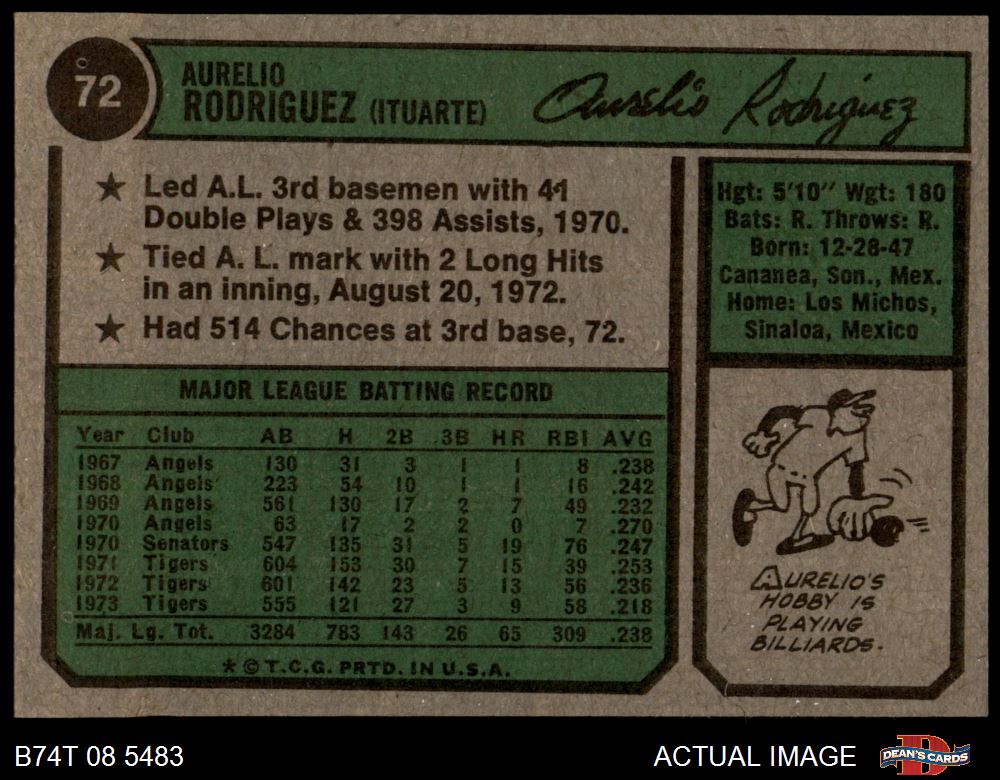 72
AURELIO
RODRIGUEZ (ITUARTE)
Aurelio Rodriguez
★ Led A.L. 3rd basemen with 41
Double Plays & 398 Assists, 1970.
★ Tied A. L. mark with 2 Long Hits
in an inning, August 20, 1972.
★ Had 514 Chances at 3rd base, 72.
Hgt: 5'10" Wgt: 180
Bats: R. Throws: R.
Born: 12-28-47
Cananea, Son., Mex.
Home: Los Michos,
Sinaloa, Mexico
MAJOR LEAGUE BATTING RECORD
Year Club AB H 2B 3B HR RBI AVG
1967 Angels 130 31 3 1 1 8 .238
1968 Angels 223 54 10 1 1 16 .242
1969 Angels 561 130 17 2 7 49 .232
1970 Angels 63 17 2 2 0 7 .270
1970 Senators 547 135 31 5 19 76 .247
1971 Tigers 604 153 30 7 15 39 .253
1972 Tigers 601 142 23 5 13 56 .236
1973 Tigers 555 121 27 3 9 58 .218
Maj. Lg. Tot. 3284 783 143 26 65 309 .238
* © T.C.G. PRTD. IN U.S.A.
AURELIO'S
HOBBY IS
PLAYING
BILLIARDS.
B74T 08 5483
ACTUAL IMAGE
DEAN'S CARDS